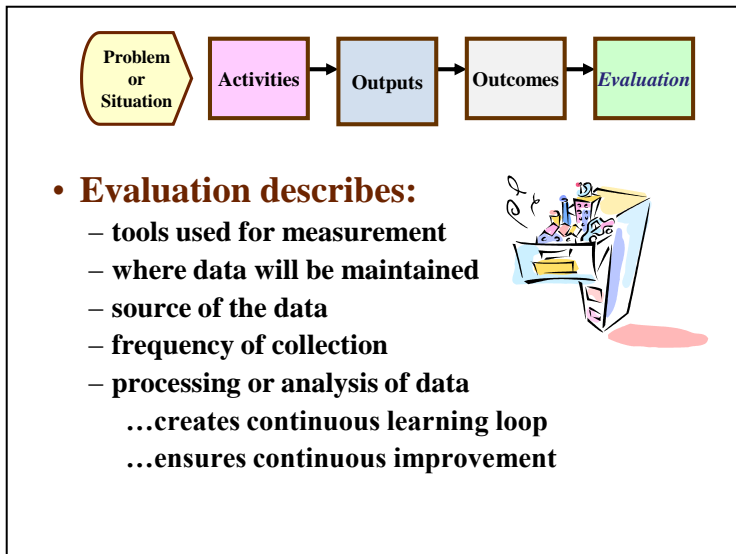 Problem
or
Situation
Activities
Outputs
Outcomes
Evaluation
• Evaluation describes:
– tools used for measurement
– where data will be maintained
– source of the data
– frequency of collection
– processing or analysis of data
…creates continuous learning loop
…ensures continuous improvement